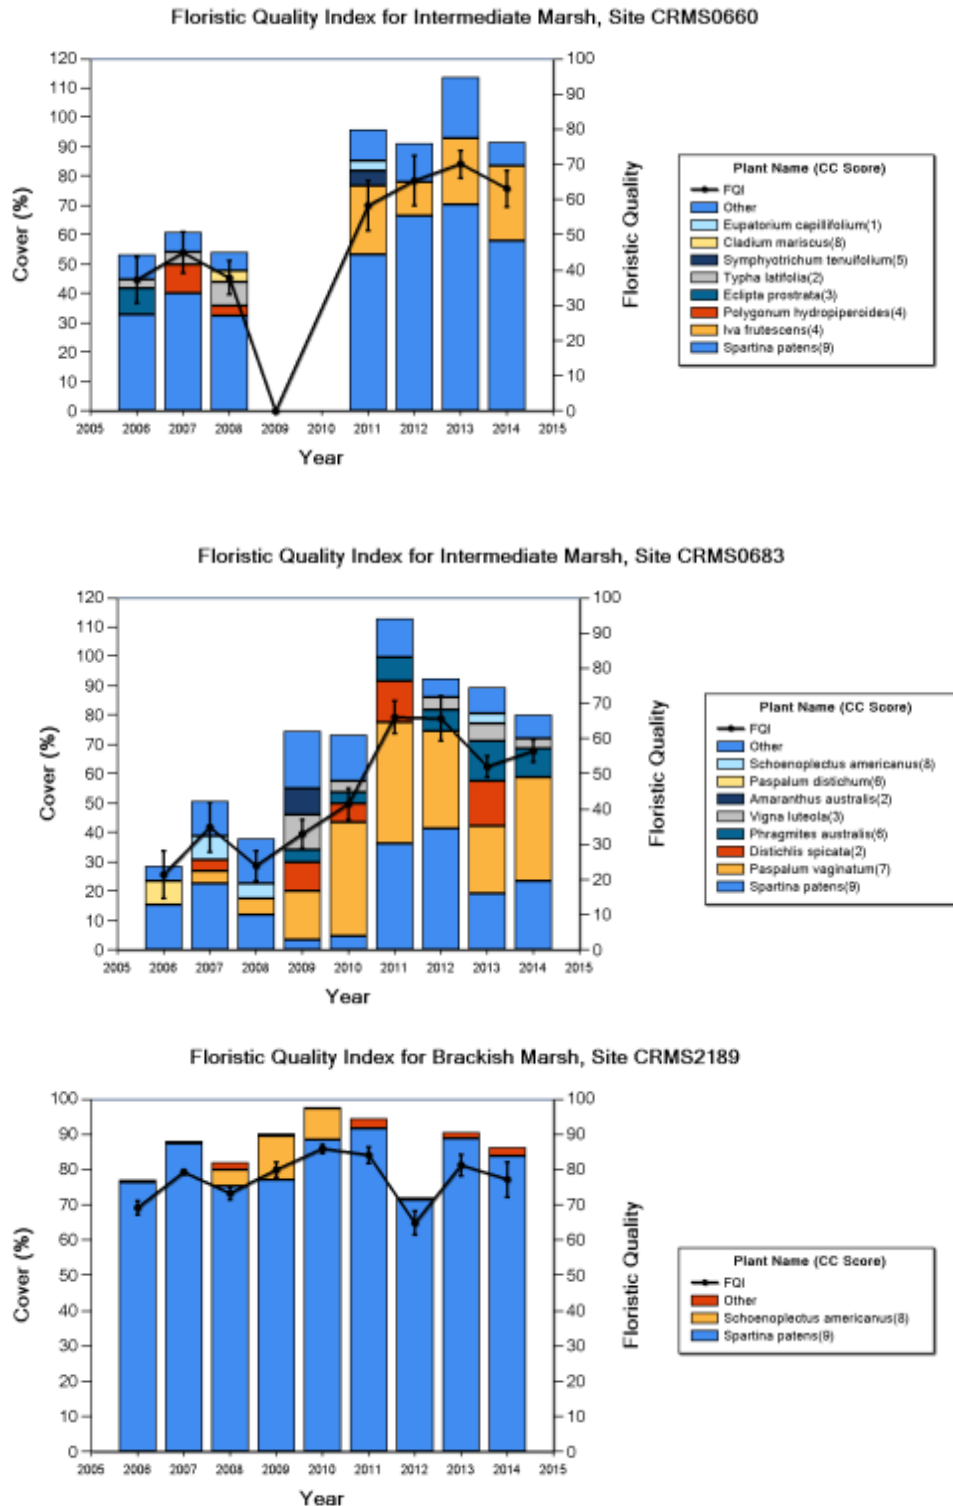 Floristic Quality Index for Intermediate Marsh, Site CRMS0660
120
110
100
90
80
70
60
50
40
30
20
10
0
Cover (%)
100
90
80
70
60
50
40
30
20
10
0
Floristic Quality
2005 2006 2007 2008 2009 2010 2011 2012 2013 2014 2015
Year
Plant Name (CC Score)
FQI
Other
Eupatorium capillifolium(1)
Cladium mariscus(8)
Symphyotrichum tenuifolium(5)
Typha latifolia(2)
Eclipta prostrata(3)
Polygonum hydropiperoides(4)
Iva frutescens(4)
Spartina patens(9)
Floristic Quality Index for Intermediate Marsh, Site CRMS0683
120
110
100
90
80
70
60
50
40
30
20
10
0
Cover (%)
100
90
80
70
60
50
40
30
20
10
0
Floristic Quality
2005 2006 2007 2008 2009 2010 2011 2012 2013 2014 2015
Year
Plant Name (CC Score)
FQI
Other
Schoenoplectus americanus(8)
Paspalum distichum(6)
Amaranthus australis(2)
Vigna luteola(3)
Phragmites australis(6)
Distichlis spicata(2)
Paspalum vaginatum(7)
Spartina patens(9)
Floristic Quality Index for Brackish Marsh, Site CRMS2189
100
90
80
70
60
50
40
30
20
10
0
Cover (%)
100
90
80
70
60
50
40
30
20
10
0
Floristic Quality
2005 2006 2007 2008 2009 2010 2011 2012 2013 2014 2015
Year
Plant Name (CC Score)
FQI
Other
Schoenoplectus americanus(8)
Spartina patens(9)